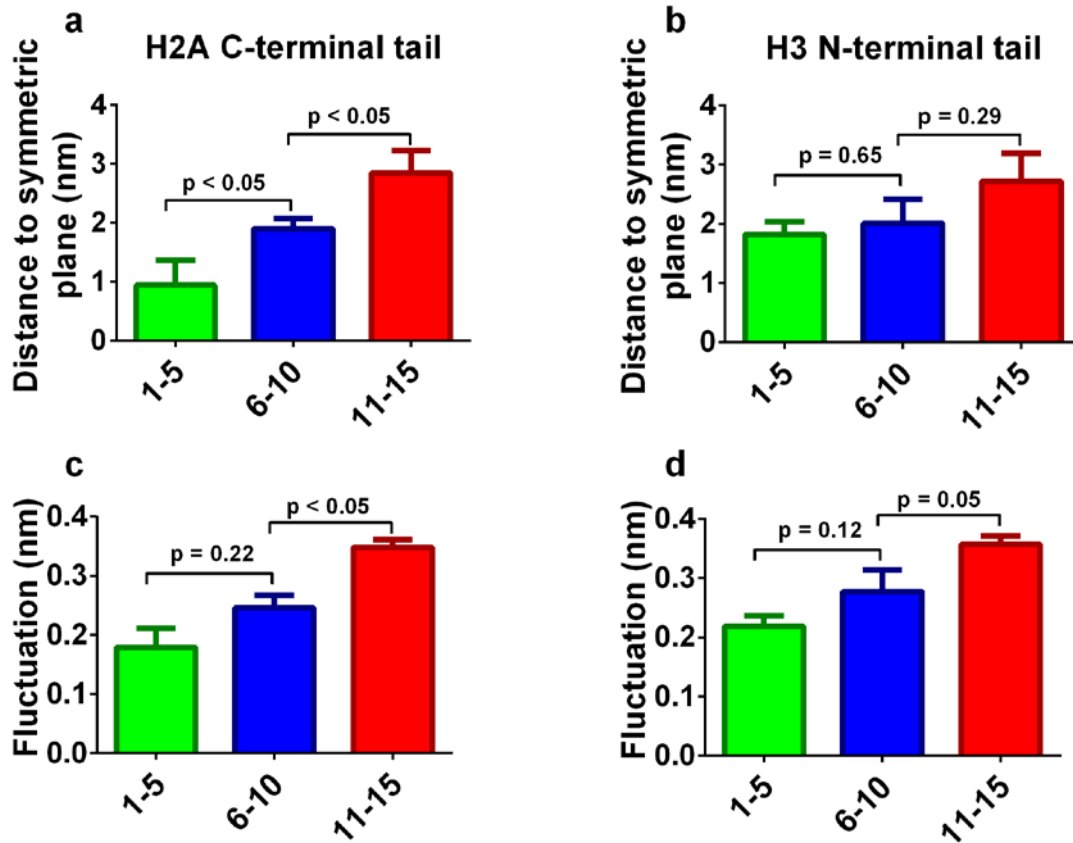 a
H2A C-terminal tail
Distance to symmetric
plane (nm)
4
3
2
1
0
p < 0.05
p < 0.05
1-5
6-10
11-15
b
H3 N-terminal tail
Distance to symmetric
plane (nm)
4
3
2
1
0
p = 0.65
p = 0.29
1-5
6-10
11-15
c
Fluctuation (nm)
0.4
0.3
0.2
0.1
0.0
p = 0.22
p < 0.05
1-5
6-10
11-15
d
Fluctuation (nm)
0.4
0.3
0.2
0.1
0.0
p = 0.12
p = 0.05
1-5
6-10
11-15